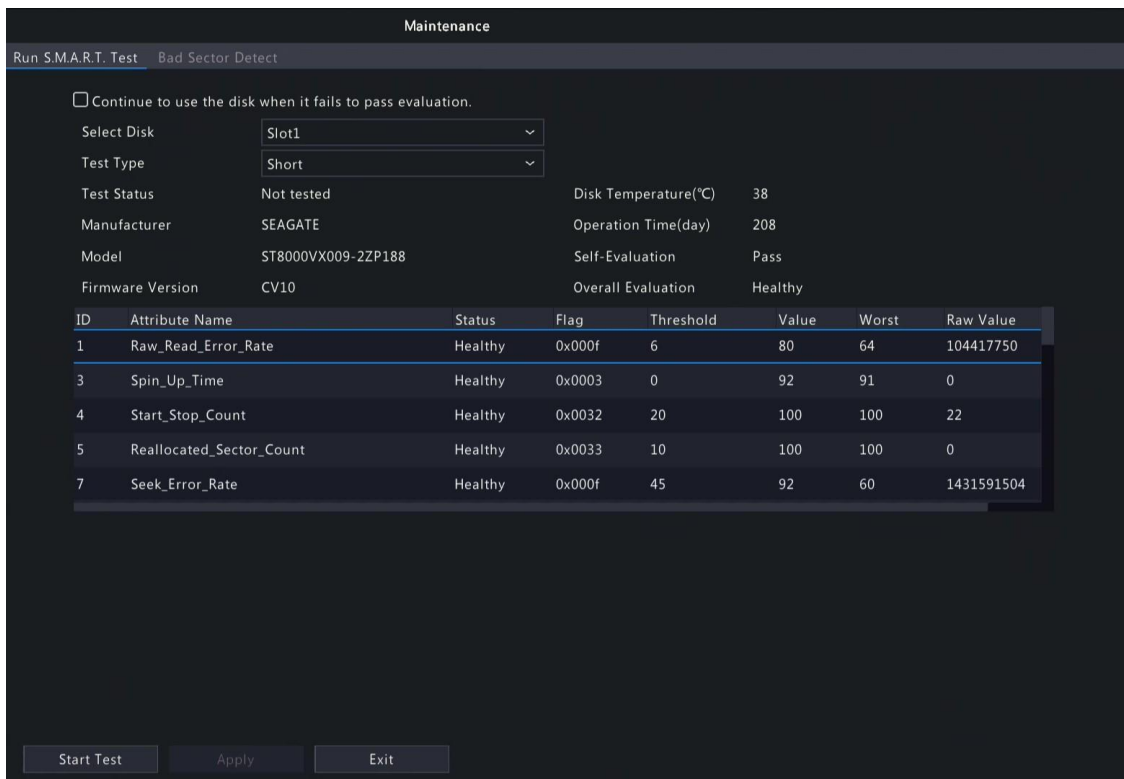 Maintenance
Run S.M.A.R.T. Test Bad Sector Detect
Continue to use the disk when it fails to pass evaluation.
Select Disk Slot1
Test Type Short
Test Status Not tested Disk Temperature(℃) 38
Manufacturer SEAGATE Operation Time(day) 208
Model ST8000VX009-2ZP188 Self-Evaluation Pass
Firmware Version CV10 Overall Evaluation Healthy
ID Attribute Name Status Flag Threshold Value Worst Raw Value
1 Raw_Read_Error_Rate Healthy 0x000f 6 80 64 104417750
3 Spin_Up_Time Healthy 0x0003 0 92 91 0
4 Start_Stop_Count Healthy 0x0032 20 100 100 22
5 Reallocated_Sector_Count Healthy 0x0033 10 100 100 0
7 Seek_Error_Rate Healthy 0x000f 45 92 60 1431591504
Start Test Apply Exit